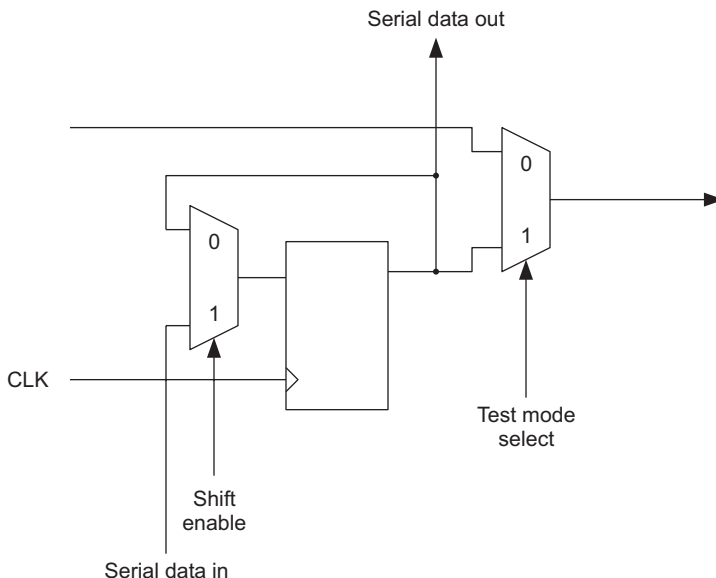 Serial data out
0
1
0
1
CLK
Test mode
select
Shift
enable
Serial data in